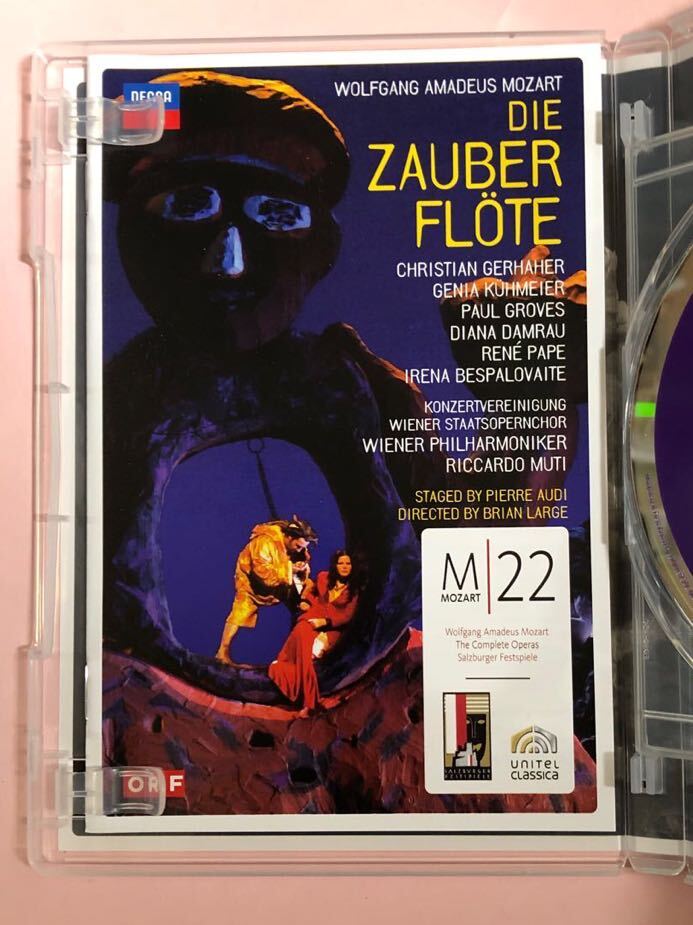 DECCA
WOLFGANG AMADEUS MOZART
DIE
ZAUBER
FLÖTE
CHRISTIAN GERHAHER
GENIA KÜHMEIER
PAUL GROVES
DIANA DAMRAU
RENÉ PAPE
IRENA BESPALOVAITE
KONZERTVEREINIGUNG
WIENER STAATSOPERNCHOR
WIENER PHILHARMONIKER
RICCARDO MUTI
STAGED BY PIERRE AUDI
DIRECTED BY BRIAN LARGE
M|22
MOZART
Wolfgang Amadeus Mozart
The Complete Operas
Salzburger Festspiele
SALZBURGER
FESTSPIELE
UNITEL
CLASSICA
ORF